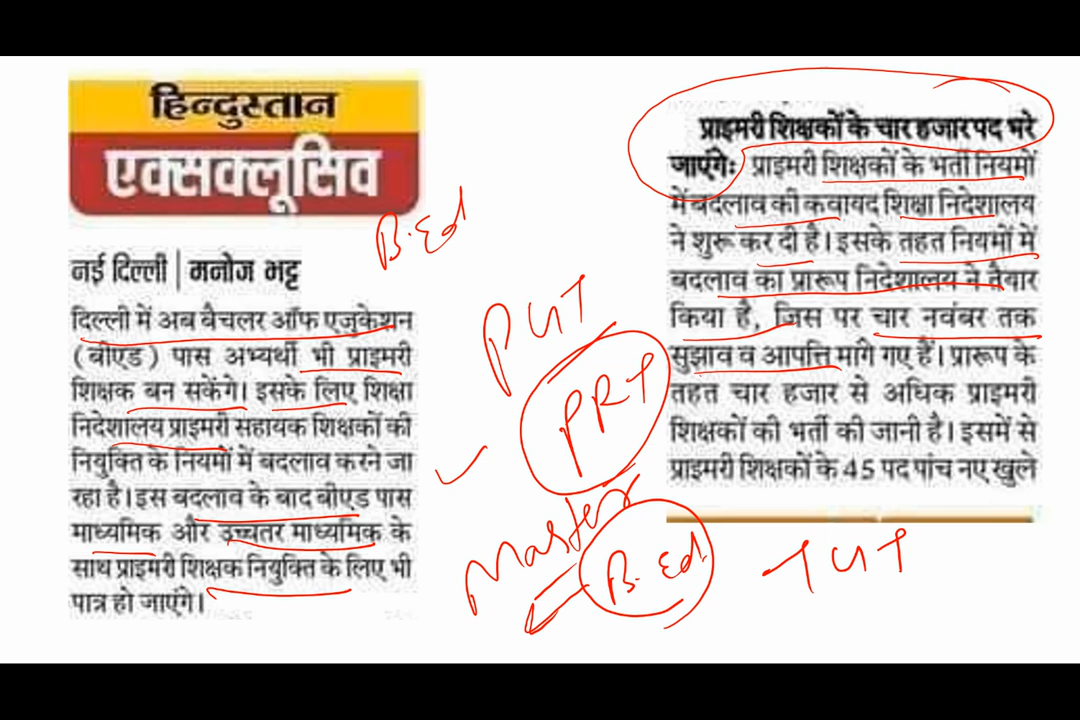 हिन्दुस्तान
एक्सक्लूसिव
नई दिल्ली | मनोज भट्ट
दिल्ली में अब बैचलर ऑफ एजुकेशन
(बीएड) पास अभ्यर्थी भी प्राइमरी
शिक्षक बन सकेंगे। इसके लिए शिक्षा
निदेशालय प्राइमरी सहायक शिक्षकों की
नियुक्ति के नियमों में बदलाव करने जा
रहा है। इस बदलाव के बाद बीएड पास
माध्यमिक और उच्चतर माध्यमिक के
साथ प्राइमरी शिक्षक नियुक्ति के लिए भी
पात्र हो जाएंगे।
B.Ed
PGT
PRT
Master
B.Ed.
TGT
प्राइमरी शिक्षकों के चार हजार पद भरे
जाएंगे: प्राइमरी शिक्षकों के भर्ती नियमों
में बदलाव की कवायद शिक्षा निदेशालय
ने शुरू कर दी है। इसके तहत नियमों में
बदलाव का प्रारूप निदेशालय ने तैयार
किया है, जिस पर चार नवंबर तक
सुझाव व आपत्ति मांगे गए हैं। प्रारूप के
तहत चार हजार से अधिक प्राइमरी
शिक्षकों की भर्ती की जानी है। इसमें से
प्राइमरी शिक्षकों के 45 पद पांच नए खुले